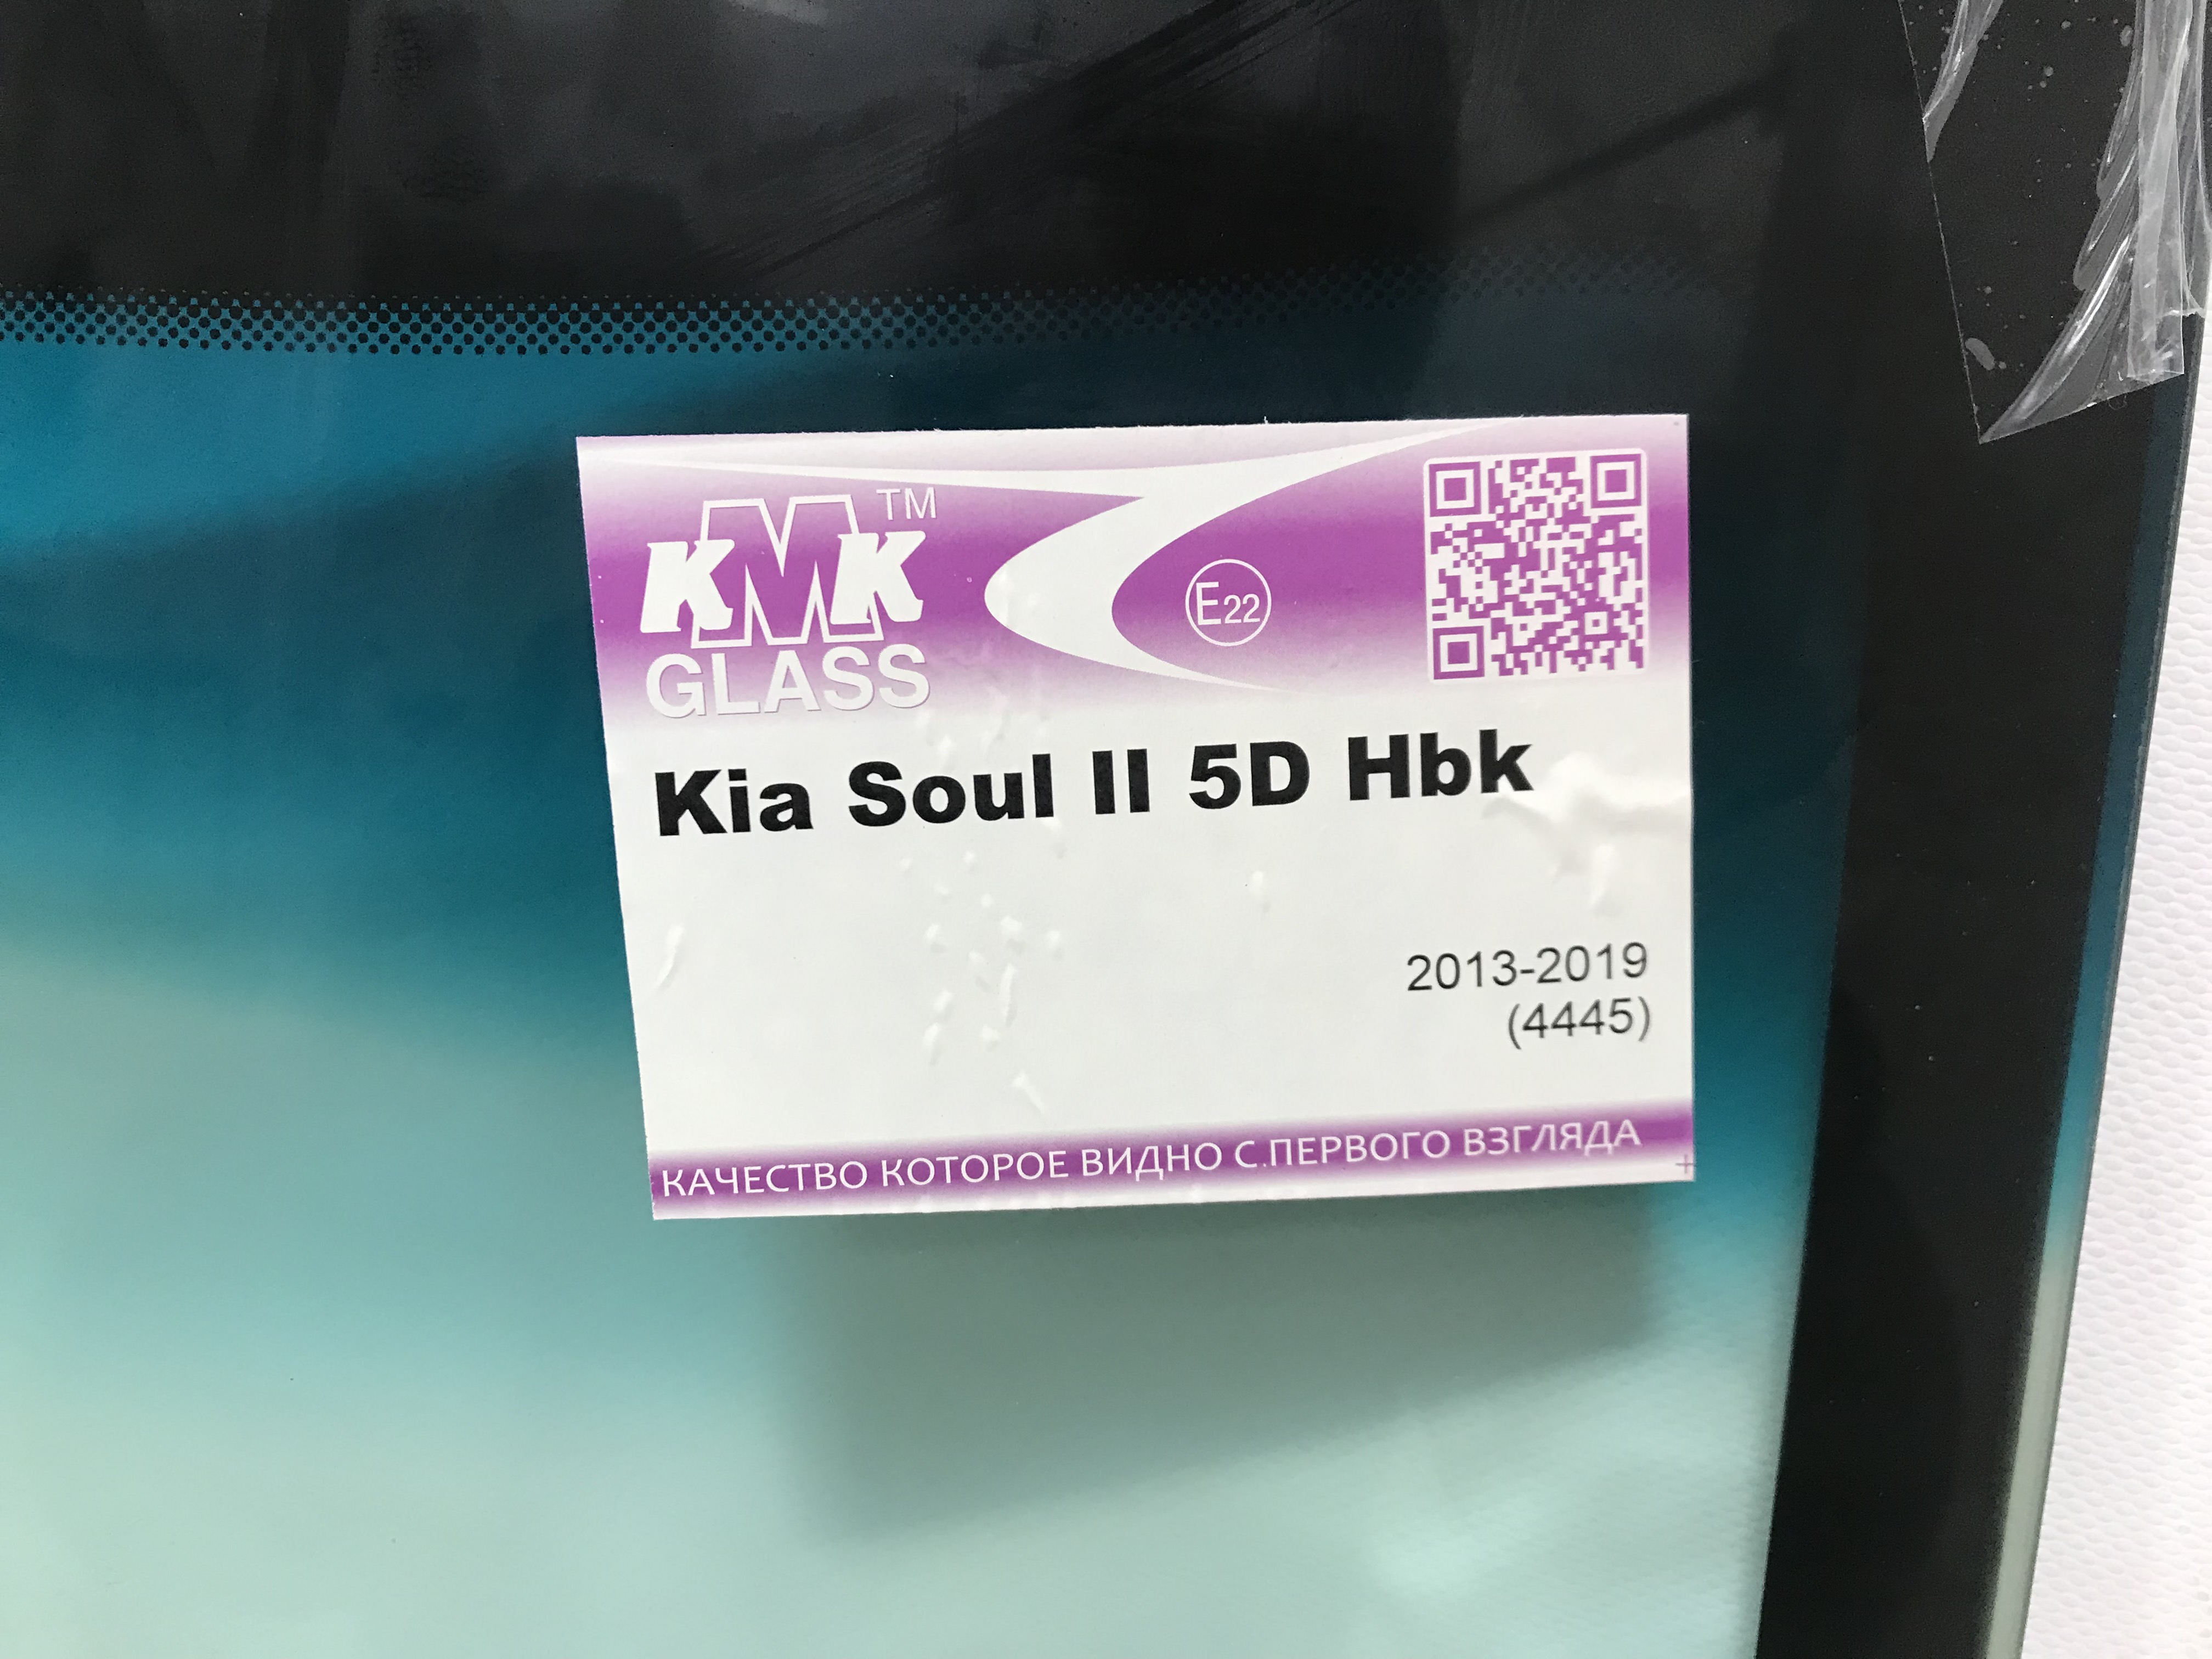 KMK TM
GLASS
E22
Kia Soul II 5D Hbk
2013-2019
(4445)
КАЧЕСТВО КОТОРОЕ ВИДНО С ПЕРВОГО ВЗГЛЯДА